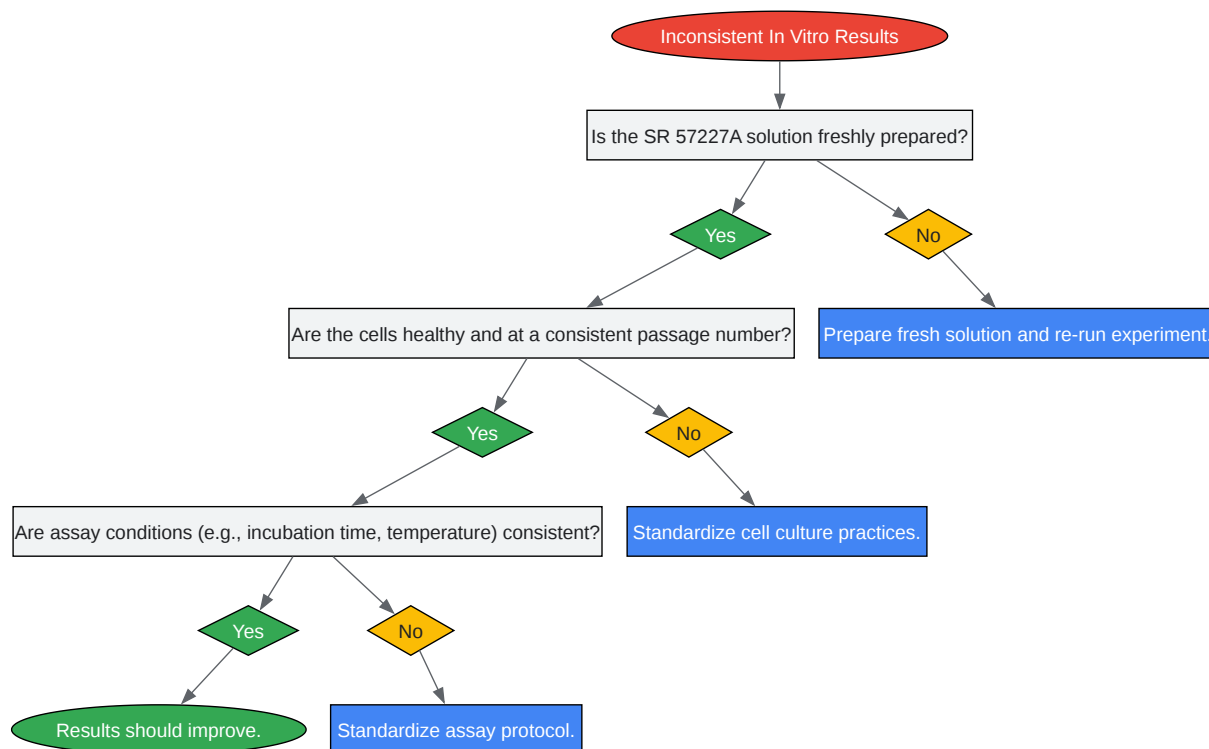 Inconsistent In Vitro Results
Is the SR 57227A solution freshly prepared?
Yes
No
Are the cells healthy and at a consistent passage number?
Prepare fresh solution and re-run experiment.
Yes
No
Are assay conditions (e.g., incubation time, temperature) consistent?
Standardize cell culture practices.
Yes
No
Results should improve.
Standardize assay protocol.